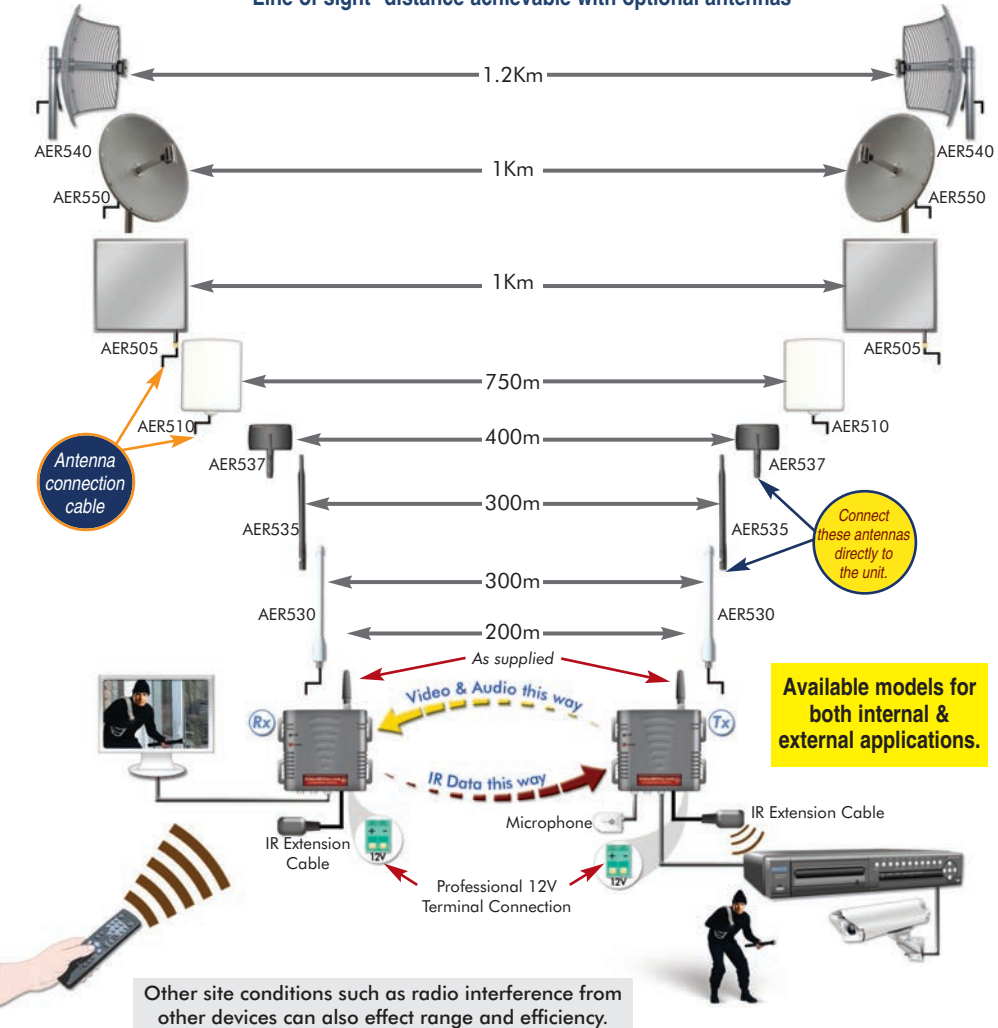 "Line of sight" distance achievable with optional antennas
1.2Km
AER540
AER540
1Km
AER550
AER550
1Km
AER505
AER505
750m
AER510
AER510
400m
AER537
AER537
Antenna
connection
cable
300m
AER535
AER535
Connect
these antennas
directly to
the unit.
300m
AER530
AER530
200m
As supplied
Available models for
both internal &
external applications.
Video & Audio this way
Rx
Tx
IR Data this way
Microphone
IR Extension Cable
IR Extension
Cable
+ -
12V
+ -
12V
Professional 12V
Terminal Connection
Other site conditions such as radio interference from
other devices can also effect range and efficiency.